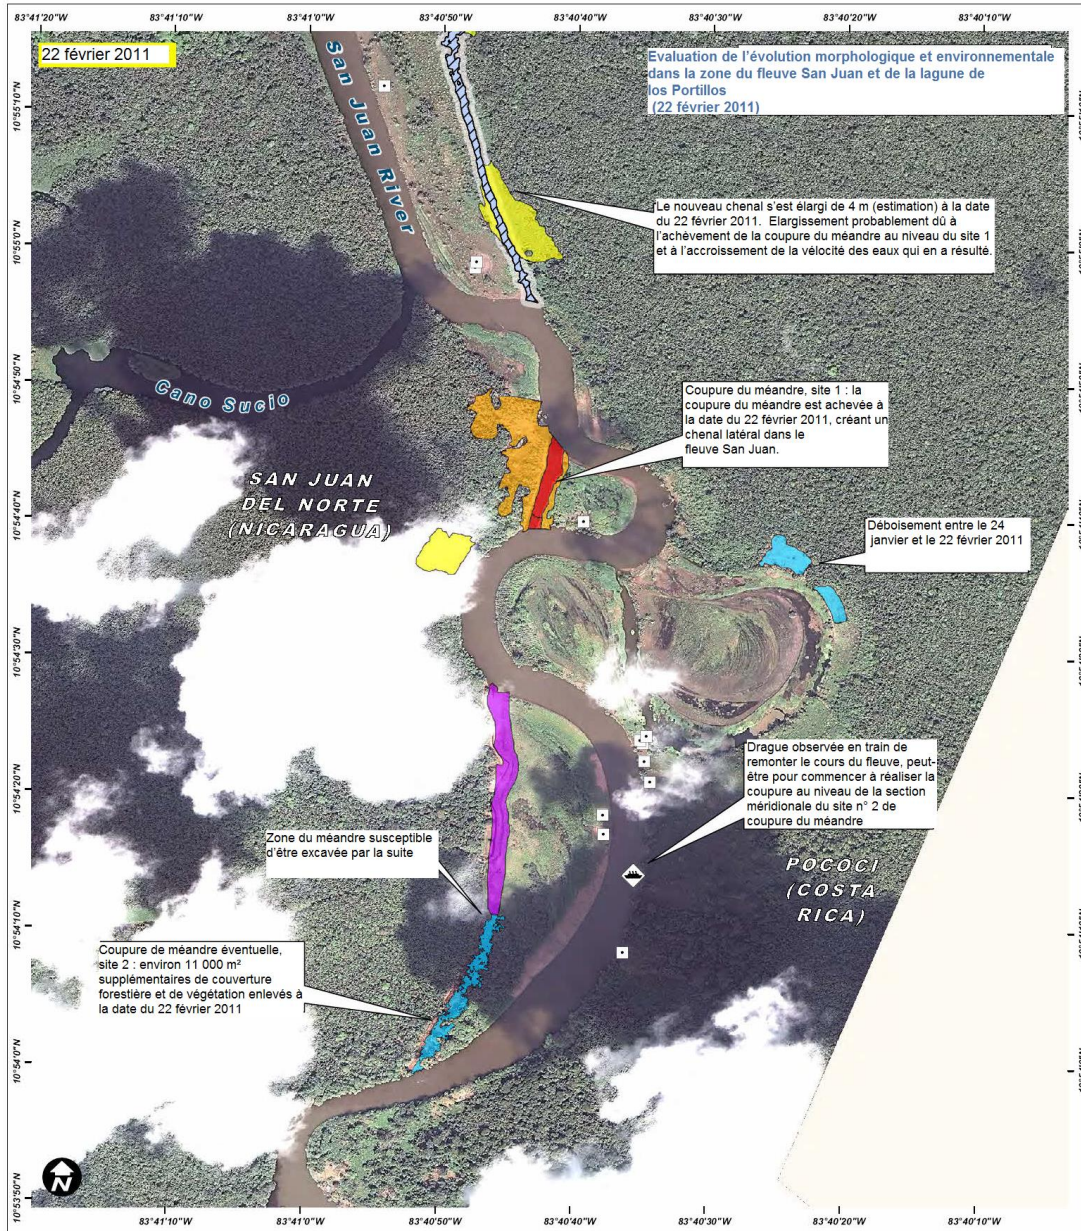 83°41'20"W 83°41'10"W 83°41'0"W 83°40'50"W 83°40'40"W 83°40'30"W 83°40'20"W 83°40'10"W
22 février 2011
Evaluation de l'évolution morphologique et environnementale
dans la zone du fleuve San Juan et de la lagune de
los Portillos
(22 février 2011)
San Juan River
10°55'10"N
Le nouveau chenal s'est élargi de 4 m (estimation) à la date
du 22 février 2011. Elargissement probablement dû à
l'achèvement de la coupure du méandre au niveau du site 1
et à l'accroissement de la vélocité des eaux qui en a résulté.
10°55'0"N
10°54'50"N
Cano Sucio
Coupure du méandre, site 1 : la
coupure du méandre est achevée à
la date du 22 février 2011, créant un
chenal latéral dans le
fleuve San Juan.
SAN JUAN
DEL NORTE
(NICARAGUA)
10°54'40"N
Déboisement entre le 24
janvier et le 22 février 2011
10°54'30"N
Drague observée en train de
remonter le cours du fleuve, peut-
être pour commencer à réaliser la
coupure au niveau de la section
méridionale du site n° 2 de
coupure du méandre
10°54'20"N
Zone du méandre susceptible
d'être excavée par la suite
POCOCI
(COSTA
RICA)
10°54'10"N
Coupure de méandre éventuelle,
site 2 : environ 11 000 m²
supplémentaires de couverture
forestière et de végétation enlevés à
la date du 22 février 2011
10°54'0"N
N
10°53'50"N
83°41'10"W 83°41'0"W 83°40'50"W 83°40'40"W 83°40'30"W 83°40'20"W